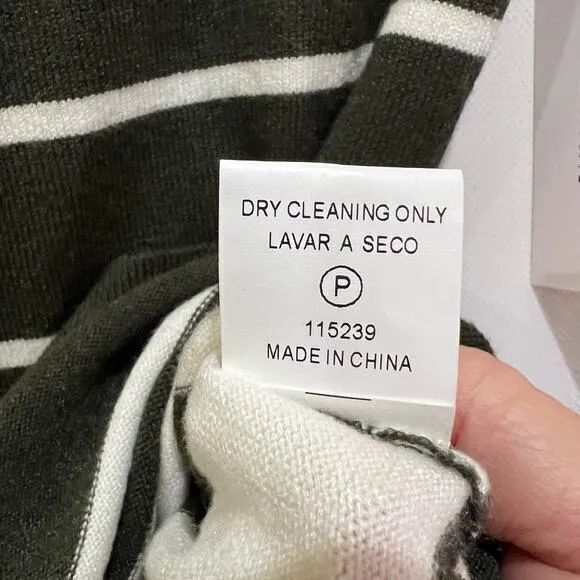 DRY CLEANING ONLY
LAVAR A SECO
P
115239
MADE IN CHINA